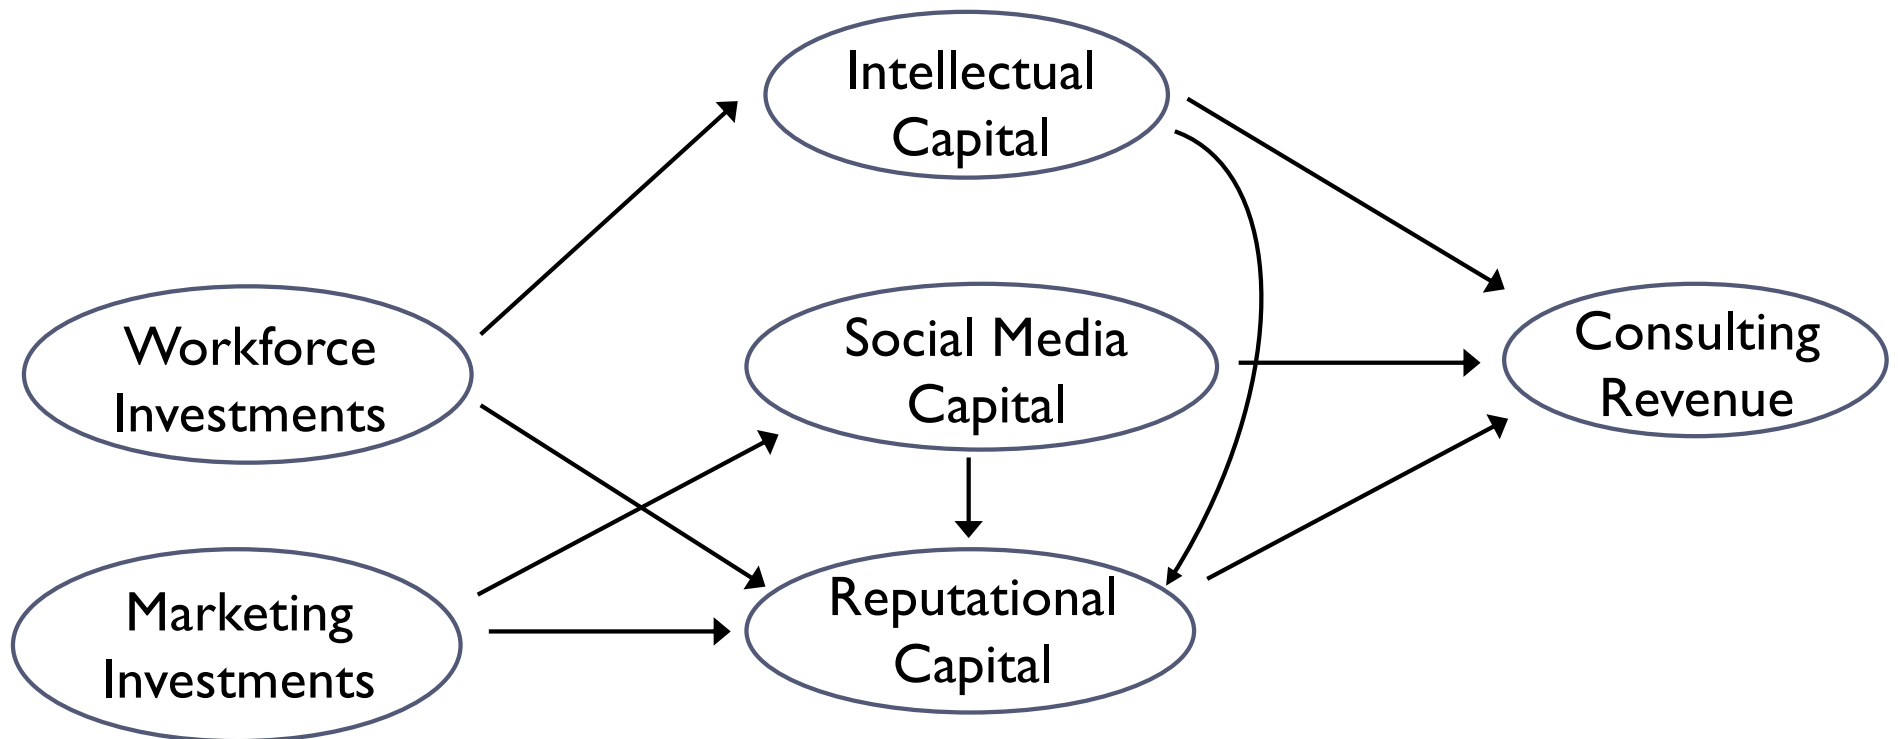 Intellectual
Capital
Workforce
Investments
Social Media
Capital
Consulting
Revenue
Marketing
Investments
Reputational
Capital